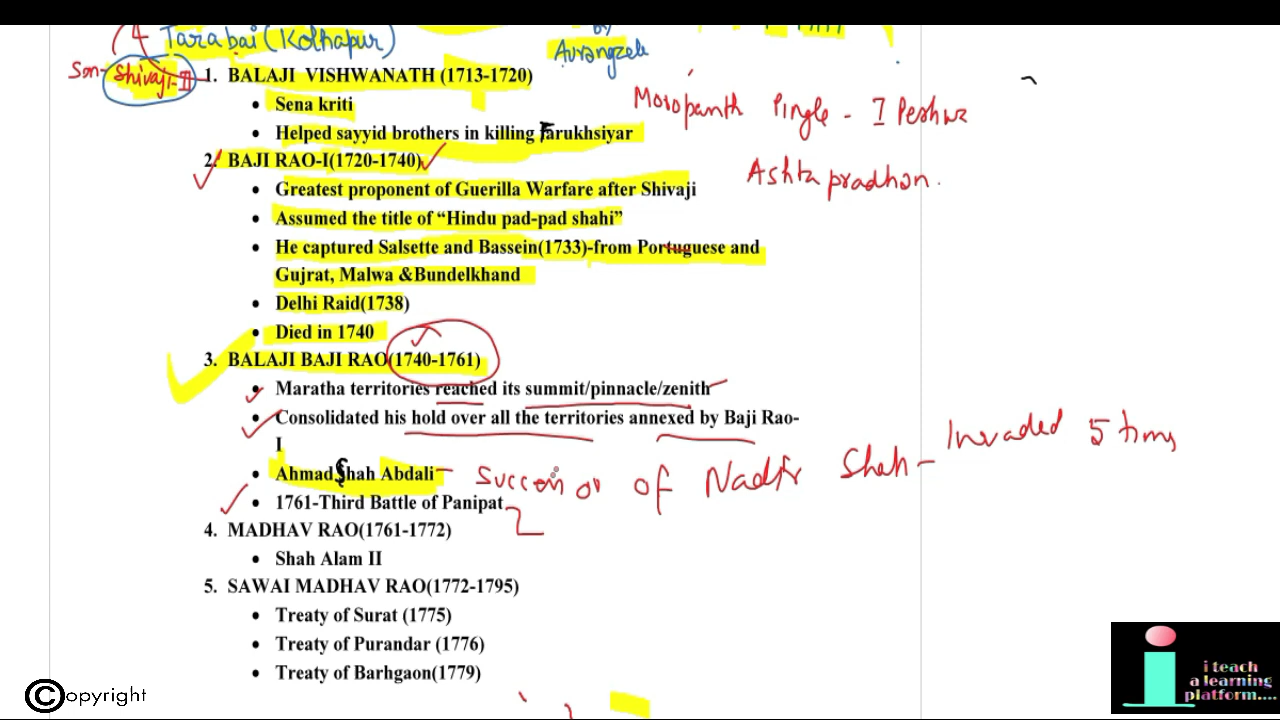 Tarabai (Kolhapur)
by
Aurangzeb
Son- Shivaji-II
1. BALAJI VISHWANATH (1713-1720)
• Sena kriti
• Helped sayyid brothers in killing Farukhsiyar
Moropanth Pingle - I Peshwa
Ashtapradhan.
2. BAJI RAO-I(1720-1740)
• Greatest proponent of Guerilla Warfare after Shivaji
• Assumed the title of “Hindu pad-pad shahi”
• He captured Salsette and Bassein(1733)-from Portuguese and
Gujrat, Malwa &Bundelkhand
• Delhi Raid(1738)
• Died in 1740
3. BALAJI BAJI RAO(1740-1761)
• Maratha territories reached its summit/pinnacle/zenith
• Consolidated his hold over all the territories annexed by Baji Rao-
I
• Ahmad Shah Abdali - Successor of Nadir Shah - Invaded 5 times
• 1761-Third Battle of Panipat
4. MADHAV RAO(1761-1772)
• Shah Alam II
5. SAWAI MADHAV RAO(1772-1795)
• Treaty of Surat (1775)
• Treaty of Purandar (1776)
• Treaty of Barhgaon(1779)
©opyright
i teach
a learning
platform....